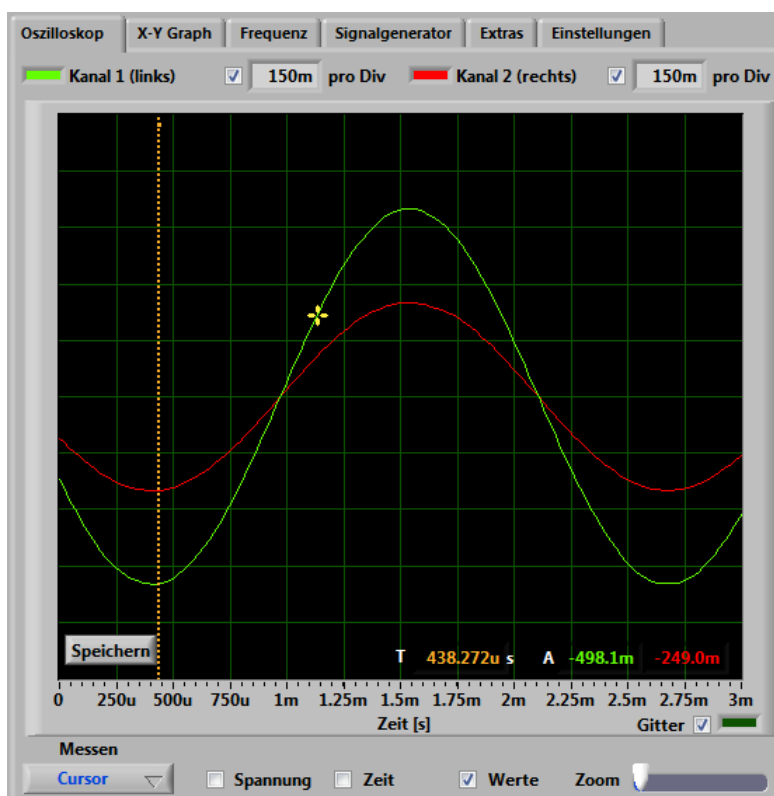 Oszilloskop X-Y Graph Frequenz Signalgenerator Extras Einstellungen
Kanal 1 (links) 150m pro Div Kanal 2 (rechts) 150m pro Div
Speichern T 438.272u s A -498.1m -249.0m
0 250u 500u 750u 1m 1.25m 1.5m 1.75m 2m 2.25m 2.5m 2.75m 3m
Zeit [s] Gitter
Messen
Cursor Spannung Zeit Werte Zoom